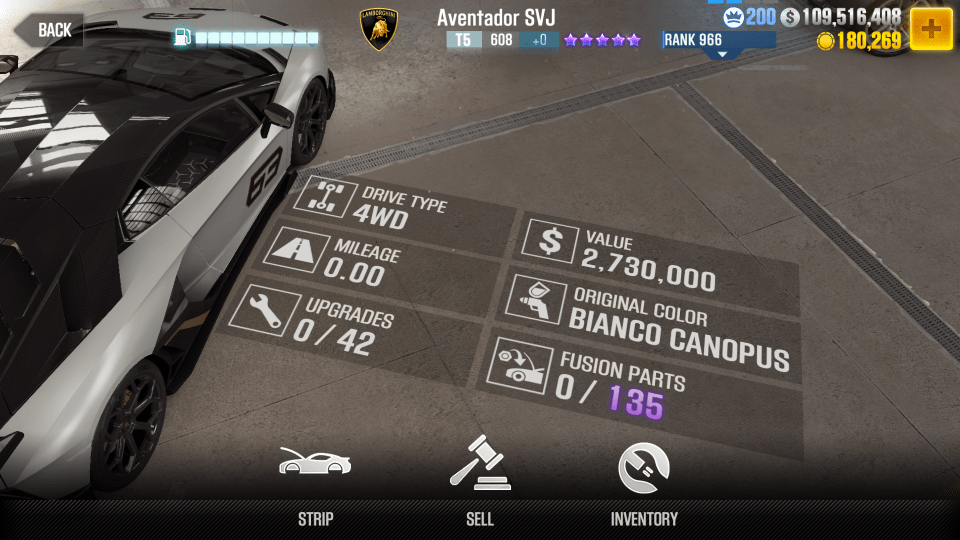 BACK
LAMBORGHINI
Aventador SVJ
T5 608 +0
RANK 966
200 $ 109,516,408
180,269
63
DRIVE TYPE
4WD
MILEAGE
0.00
UPGRADES
0 / 42
$ VALUE
2,730,000
ORIGINAL COLOR
BIANCO CANOPUS
FUSION PARTS
0 / 135
STRIP
SELL
INVENTORY